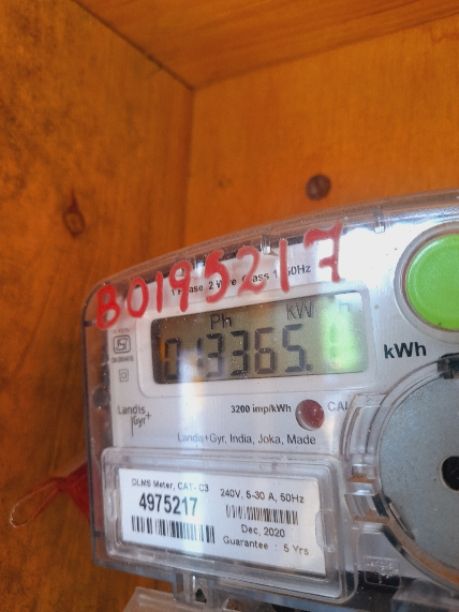 B0195217
1 Phase 2 Wire Class 1 50Hz
Ph KW h
013365.1
kWh
Landis
Gyr+
3200 imp/kWh CAL
Landis+Gyr, India, Joka, Made
DLMS Meter, CAT- C3
4975217
240V, 5-30 A, 50Hz
Dec, 2020
Guarantee : 5 Yrs